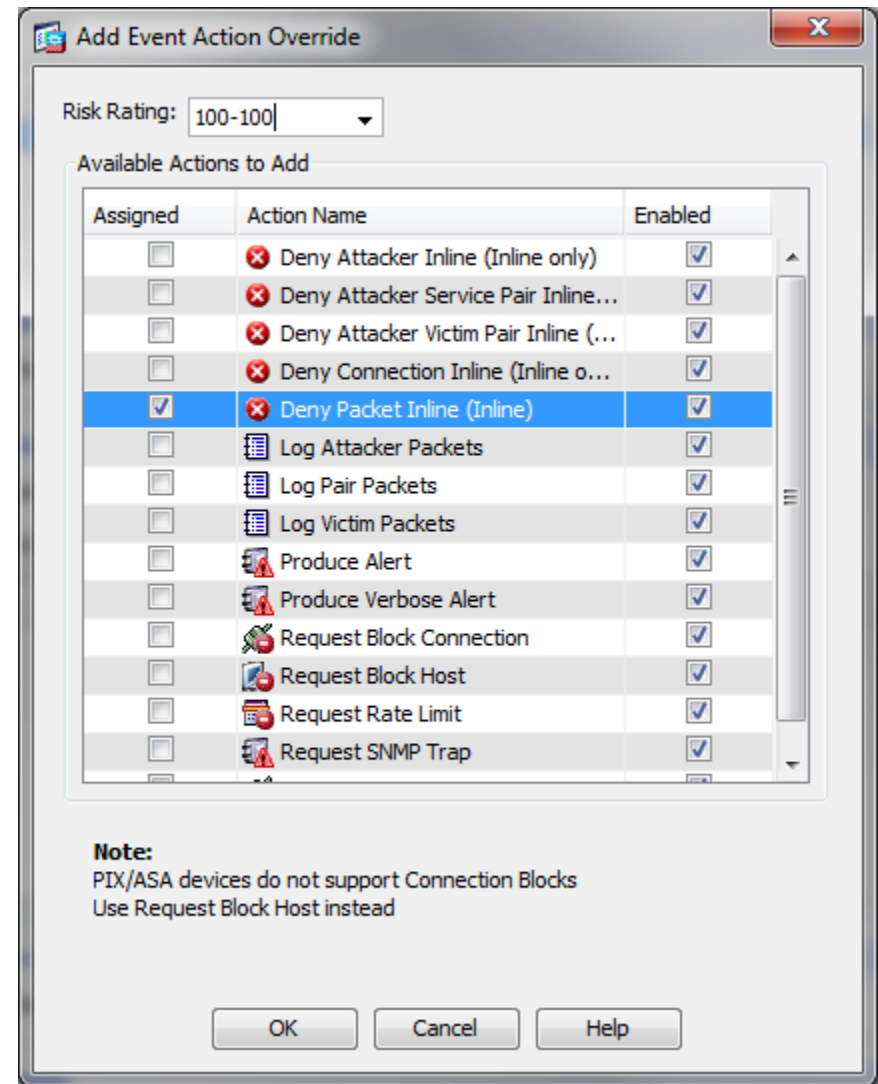 Add Event Action Override
Risk Rating: 100-100
Available Actions to Add
Assigned Action Name Enabled
Deny Attacker Inline (Inline only)
Deny Attacker Service Pair Inline...
Deny Attacker Victim Pair Inline (...
Deny Connection Inline (Inline o...
Deny Packet Inline (Inline)
Log Attacker Packets
Log Pair Packets
Log Victim Packets
Produce Alert
Produce Verbose Alert
Request Block Connection
Request Block Host
Request Rate Limit
Request SNMP Trap
Note:
PIX/ASA devices do not support Connection Blocks
Use Request Block Host instead
OK Cancel Help